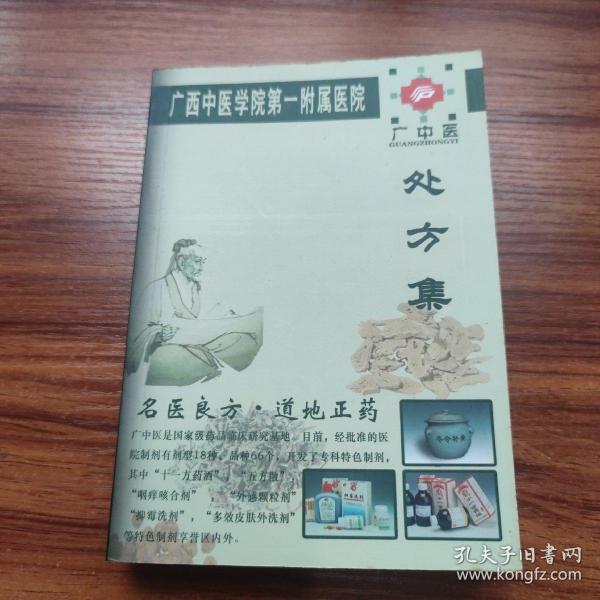 广西中医学院第一附属医院
广中医
GUANGZHONGYI
处方集
名医良方·道地正药
广中医是国家级药品临床研究基地。目前，经批准的医
院制剂有剂型18种、品种66个，开发了专科特色制剂，
其中“十一方药酒”、“五方散”、
“咽痒咳合剂”、“外感颗粒剂”、
“抑霉洗剂”、“多效皮肤外洗剂”
等特色制剂享誉区内外。
孔夫子旧书网
www.kongfz.com